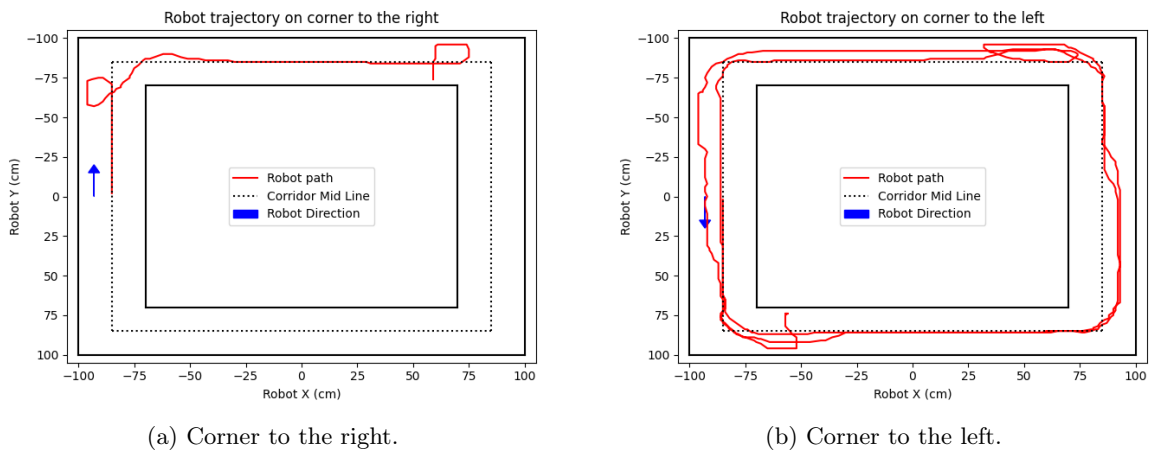 Robot trajectory on corner to the right
−100
−75
−50
−25
0
25
50
75
100
Robot Y (cm)
Robot path
Corridor Mid Line
Robot Direction
−100
−75
−50
−25
0
25
50
75
100
Robot X (cm)
(a) Corner to the right.
Robot trajectory on corner to the left
−100
−75
−50
−25
0
25
50
75
100
Robot Y (cm)
Robot path
Corridor Mid Line
Robot Direction
−100
−75
−50
−25
0
25
50
75
100
Robot X (cm)
(b) Corner to the left.